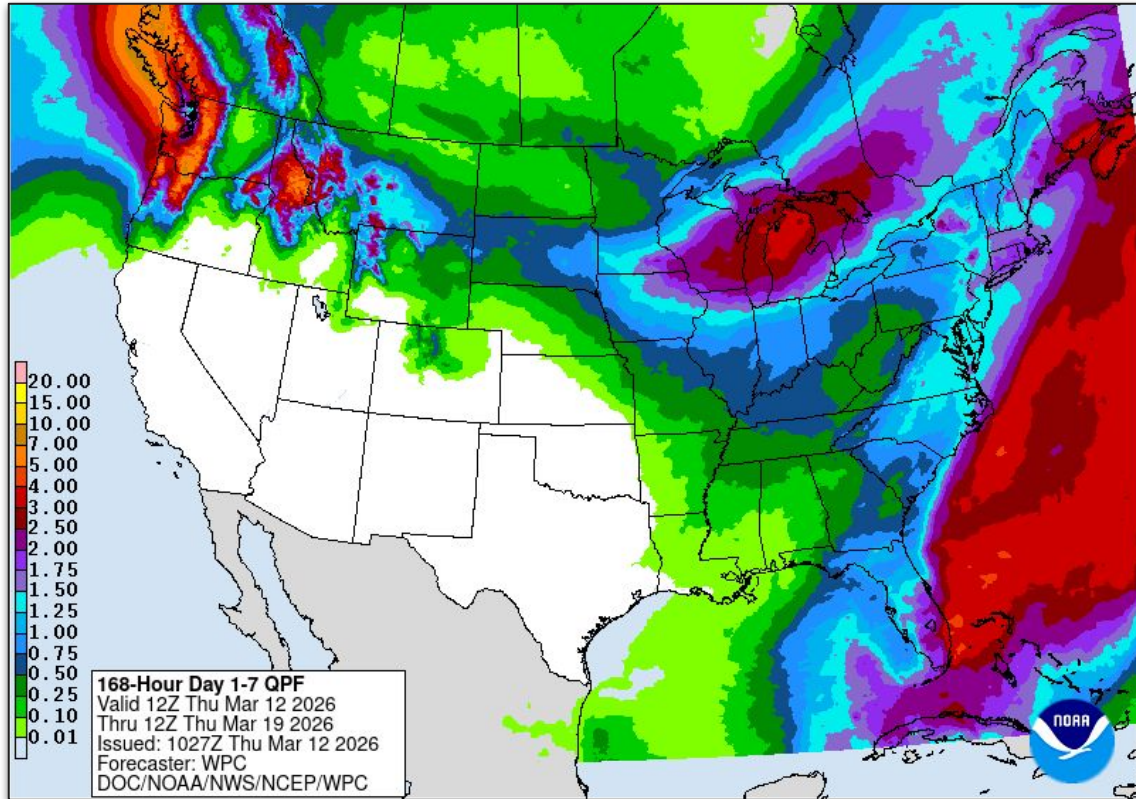 20.00
15.00
10.00
7.00
5.00
4.00
3.00
2.50
2.00
1.75
1.50
1.25
1.00
0.75
0.50
0.25
0.10
0.01
168-Hour Day 1-7 QPF
Valid 12Z Thu Mar 12 2026
Thru 12Z Thu Mar 19 2026
Issued: 1027Z Thu Mar 12 2026
Forecaster: WPC
DOC/NOAA/NWS/NCEP/WPC
NOAA